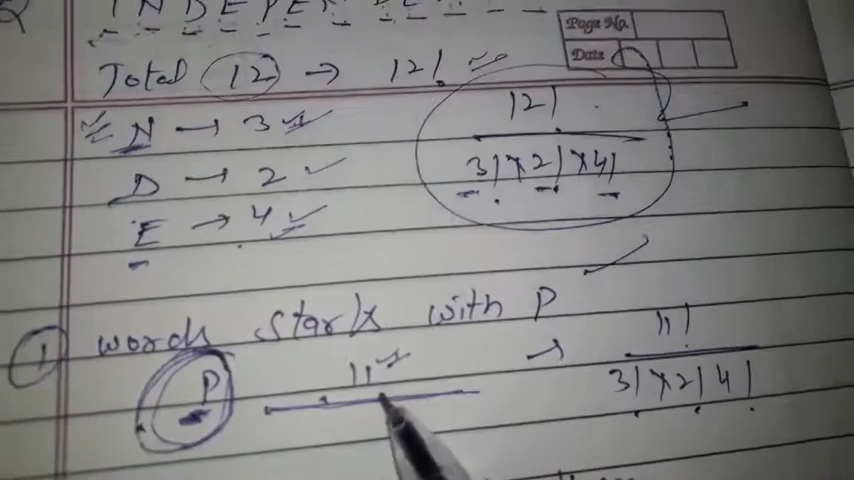 INDEPENDE
Page No.
Total 12 → 12!
Date
12!
N → 3
3! × 2! × 4!
D → 2
E → 4
① words starts with P
P 11 → 11!
3! × 2! 4!